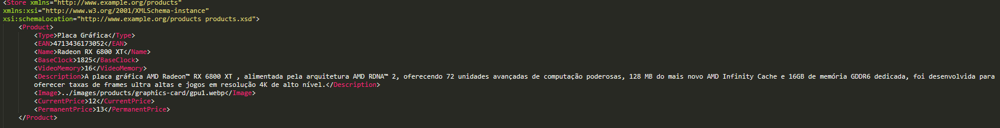 <Store xmlns="http://www.example.org/products"
xmlns:xsi="http://www.w3.org/2001/XMLSchema-instance"
xsi:schemaLocation="http://www.example.org/products products.xsd">
<Product>
<Type>Placa Gráfica</Type>
<EAN>4713436173052</EAN>
<Name>Radeon RX 6800 XT</Name>
<BaseClock>1825</BaseClock>
<VideoMemory>16</VideoMemory>
<Description>A placa gráfica AMD Radeon™ RX 6800 XT , alimentada pela arquitetura AMD RDNA™ 2, oferecendo 72 unidades avançadas de computação poderosas, 128 MB do mais novo AMD Infinity Cache e 16GB de memória GDDR6 dedicada, foi desenvolvida para
oferecer taxas de frames ultra altas e jogos em resolução 4K de alto nível.</Description>
<Image>../images/products/graphics-card/gpu1.webp</Image>
<CurrentPrice>12</CurrentPrice>
<PermanentPrice>13</PermanentPrice>
</Product>